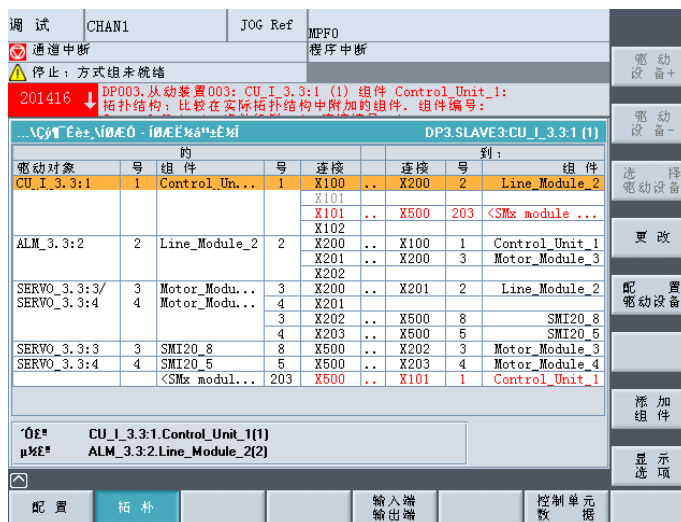 调 试 CHAN1 JOG Ref MPF0
通道中断 程序中断
停止：方式组未就绪
201416 DP003.从动装置003: CU_I_3.3:1 (1) 组件 Control_Unit_1:
拓扑结构：比较在实际拓扑结构中附加的组件. 组件编号:
DP3.SLAVE3:CU_I_3.3:1 (1)
的 到：
驱动对象 号 组 件 号 连接 连接 号 组 件
CU_I_3.3:1 1 Control_Un... 1 X100 .. X200 2 Line_Module_2
X101
X101 .. X500 203 <SMx module ...
X102
ALM_3.3:2 2 Line_Module_2 2 X200 .. X100 1 Control_Unit_1
X201 .. X200 3 Motor_Module_3
X202
SERVO_3.3:3/ 3 Motor_Modu... 3 X200 .. X201 2 Line_Module_2
SERVO_3.3:4 4 Motor_Modu... 4 X201
3 X202 .. X500 8 SMI20_8
4 X203 .. X500 5 SMI20_5
SERVO_3.3:3 3 SMI20_8 8 X500 .. X202 3 Motor_Module_3
SERVO_3.3:4 4 SMI20_5 5 X500 .. X203 4 Motor_Module_4
<SMx modul... 203 X500 .. X101 1 Control_Unit_1
´Ó£º CU_I_3.3:1.Control_Unit_1(1)
µ½£º ALM_3.3:2.Line_Module_2(2)
驱 动
设 备+
驱 动
设 备-
选 择
驱动设备
更 改
配 置
驱动设备
添 加
组 件
显 示
选 项
配 置 拓 扑 输入端 控制单元
输出端 数 据